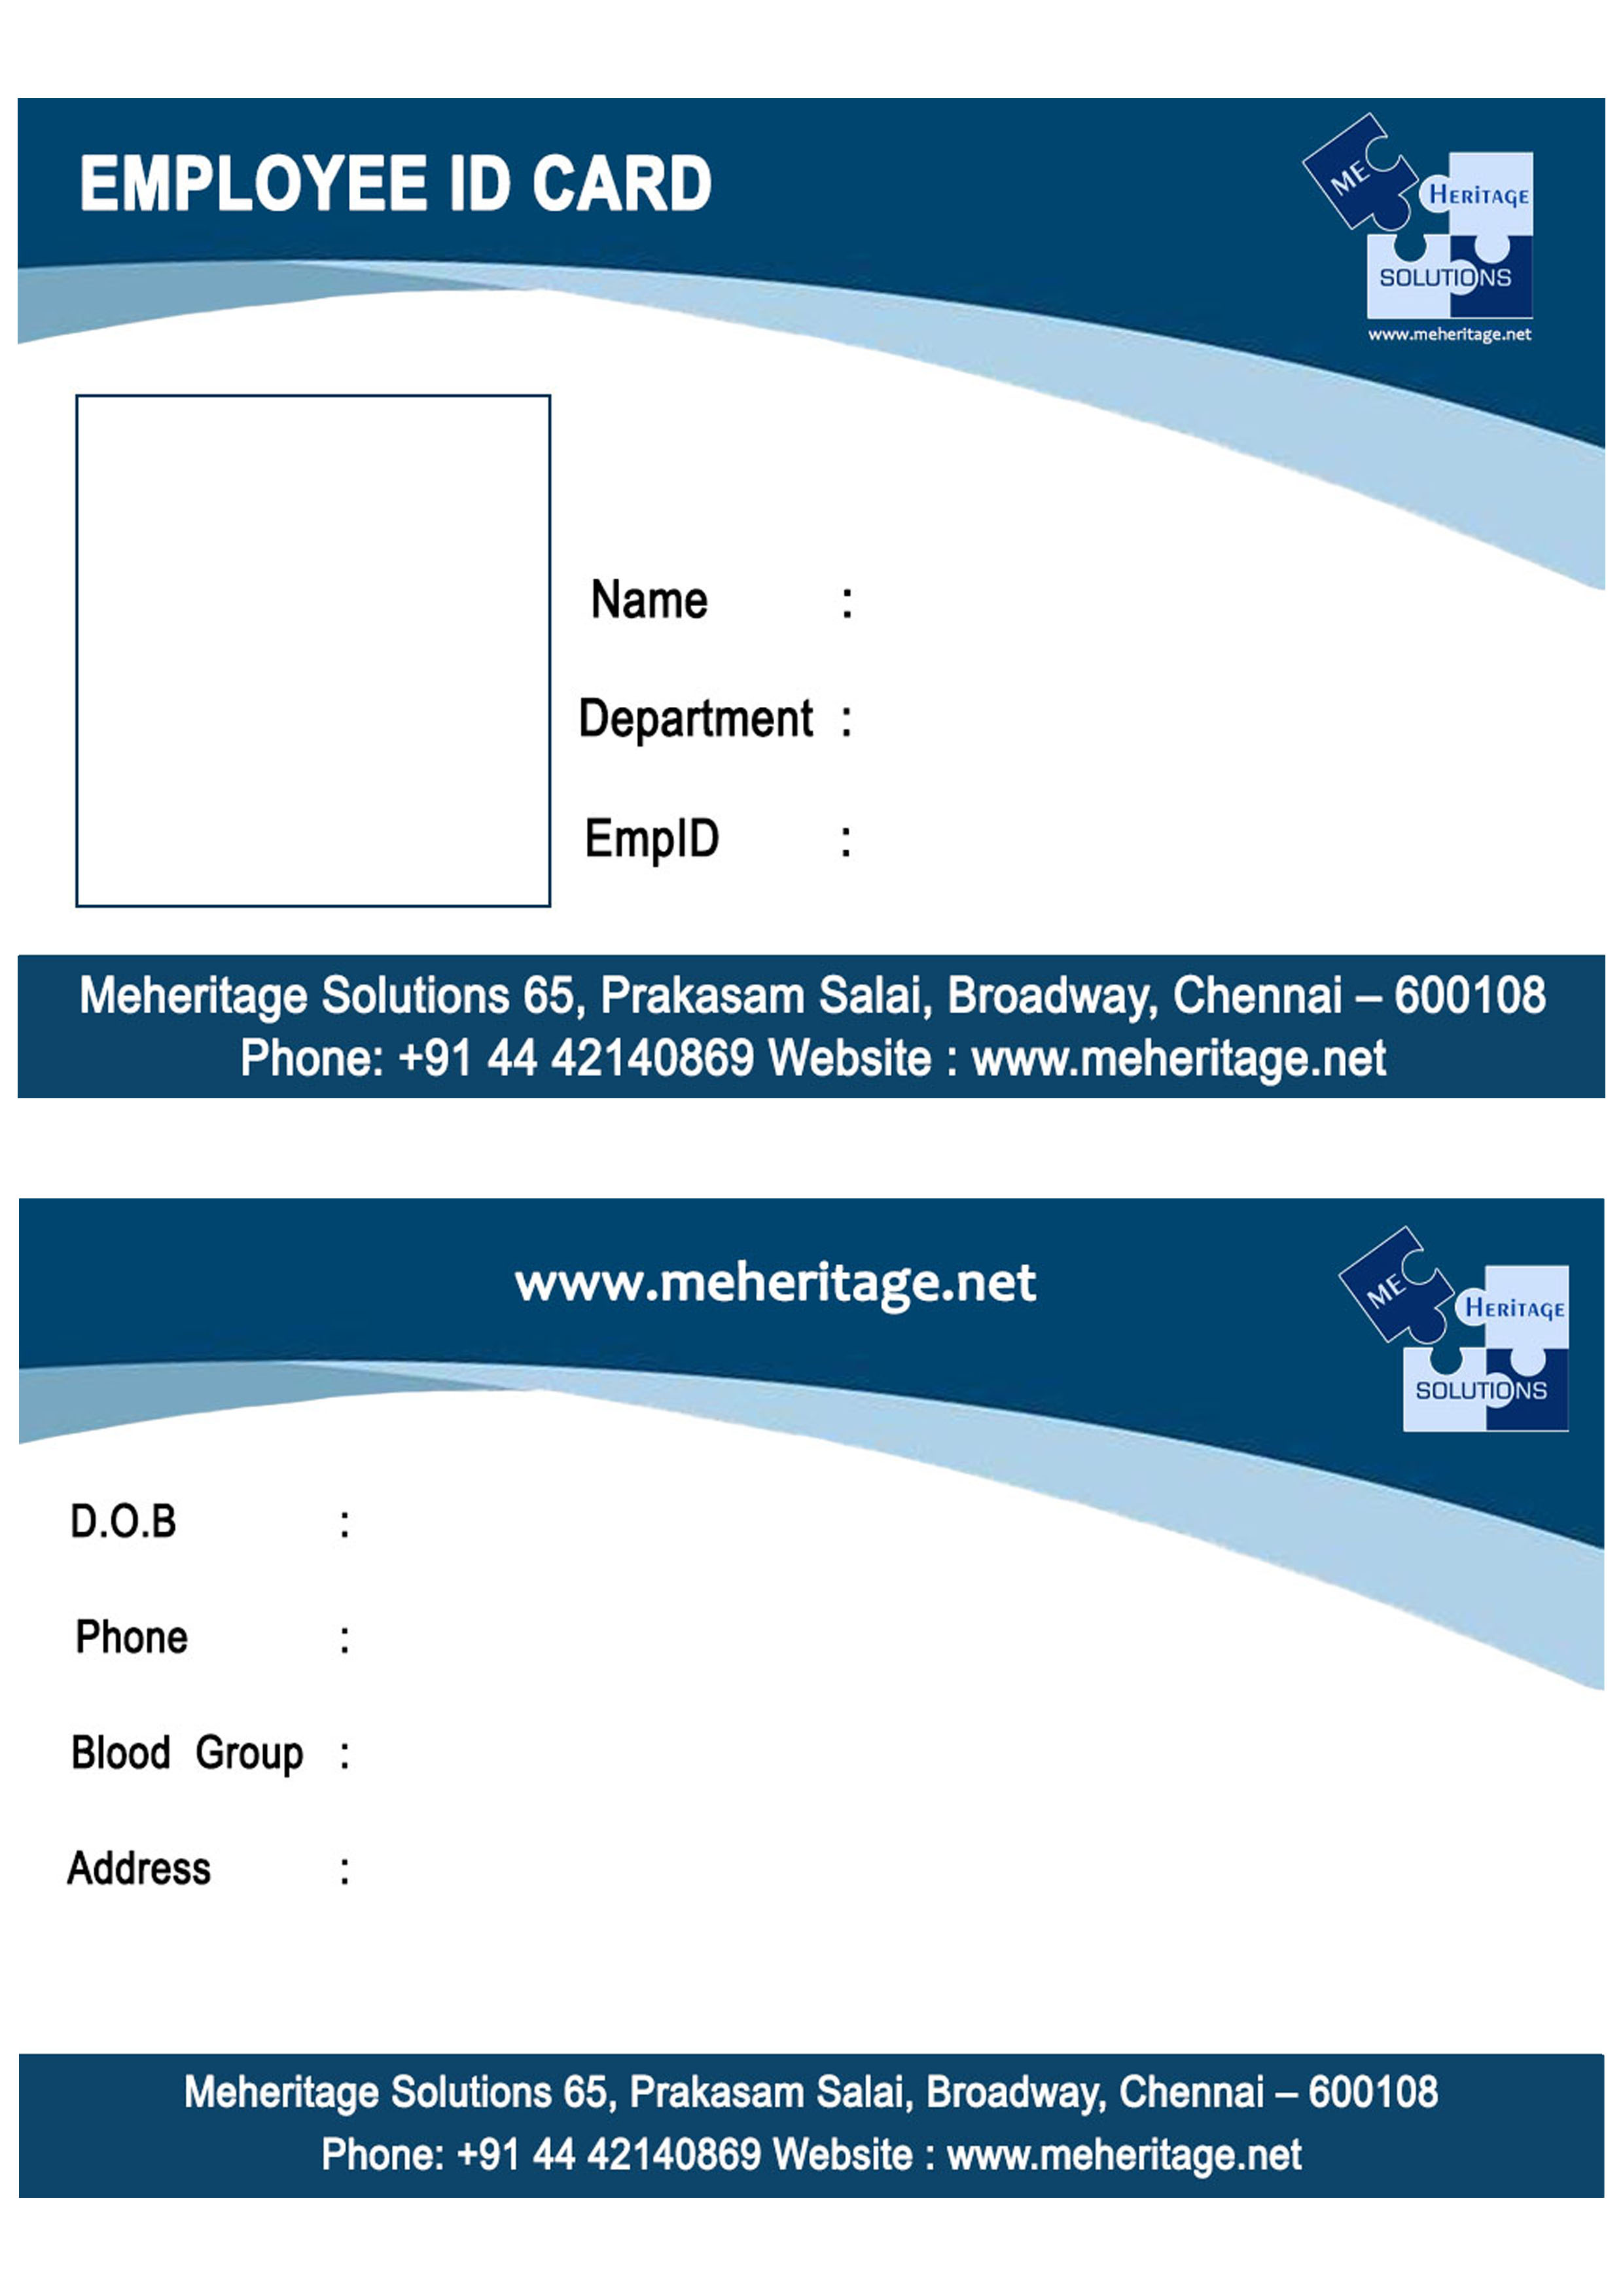 EMPLOYEE ID CARD
ME
HERITAGE
SOLUTIONS
www.meheritage.net
Name :
Department :
EmpID :
Meheritage Solutions 65, Prakasam Salai, Broadway, Chennai – 600108
Phone: +91 44 42140869 Website : www.meheritage.net
www.meheritage.net
ME
HERITAGE
SOLUTIONS
D.O.B :
Phone :
Blood Group :
Address :
Meheritage Solutions 65, Prakasam Salai, Broadway, Chennai – 600108
Phone: +91 44 42140869 Website : www.meheritage.net